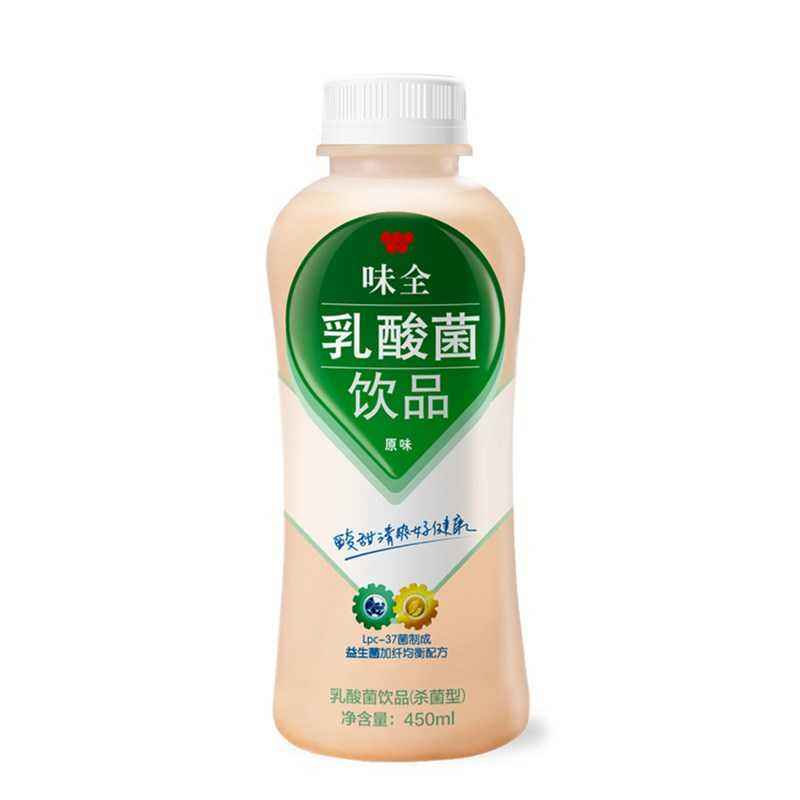 味全
乳酸菌
饮品
原味
酸甜清爽好健康
Lpc-37菌制成
益生菌加纤均衡配方
乳酸菌饮品(杀菌型)
净含量：450ml